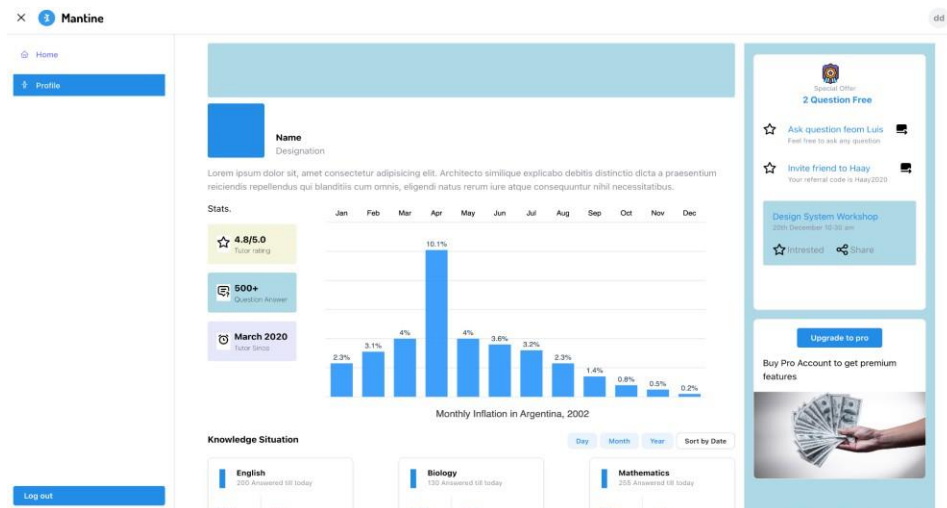 Mantine
dd
Home
Profile
Log out
Name
Designation
Lorem ipsum dolor sit, amet consectetur adipisicing elit. Architecto similique explicabo debitis distinctio dicta a praesentium
reiciendis repellendus qui blanditiis cum omnis, eligendi natus rerum iure atque consequuntur nihil necessitatibus.
Stats.
4.8/5.0
Tutor rating
500+
Question Answer
March 2020
Tutor Since
Jan Feb Mar Apr May Jun Jul Aug Sep Oct Nov Dec
2.3% 3.1% 4% 10.1% 4% 3.6% 3.2% 2.3% 1.4% 0.8% 0.5% 0.2%
Monthly Inflation in Argentina, 2002
Knowledge Situation
Day Month Year Sort by Date
English
200 Answered till today
Biology
130 Answered till today
Mathematics
255 Answered till today
Special Offer
2 Question Free
Ask question feom Luis
Feel free to ask any question
Invite friend to Haay
Your referral code is Haay2020
Design System Workshop
20th December 10:30 am
Intrested Share
Upgrade to pro
Buy Pro Account to get premium
features